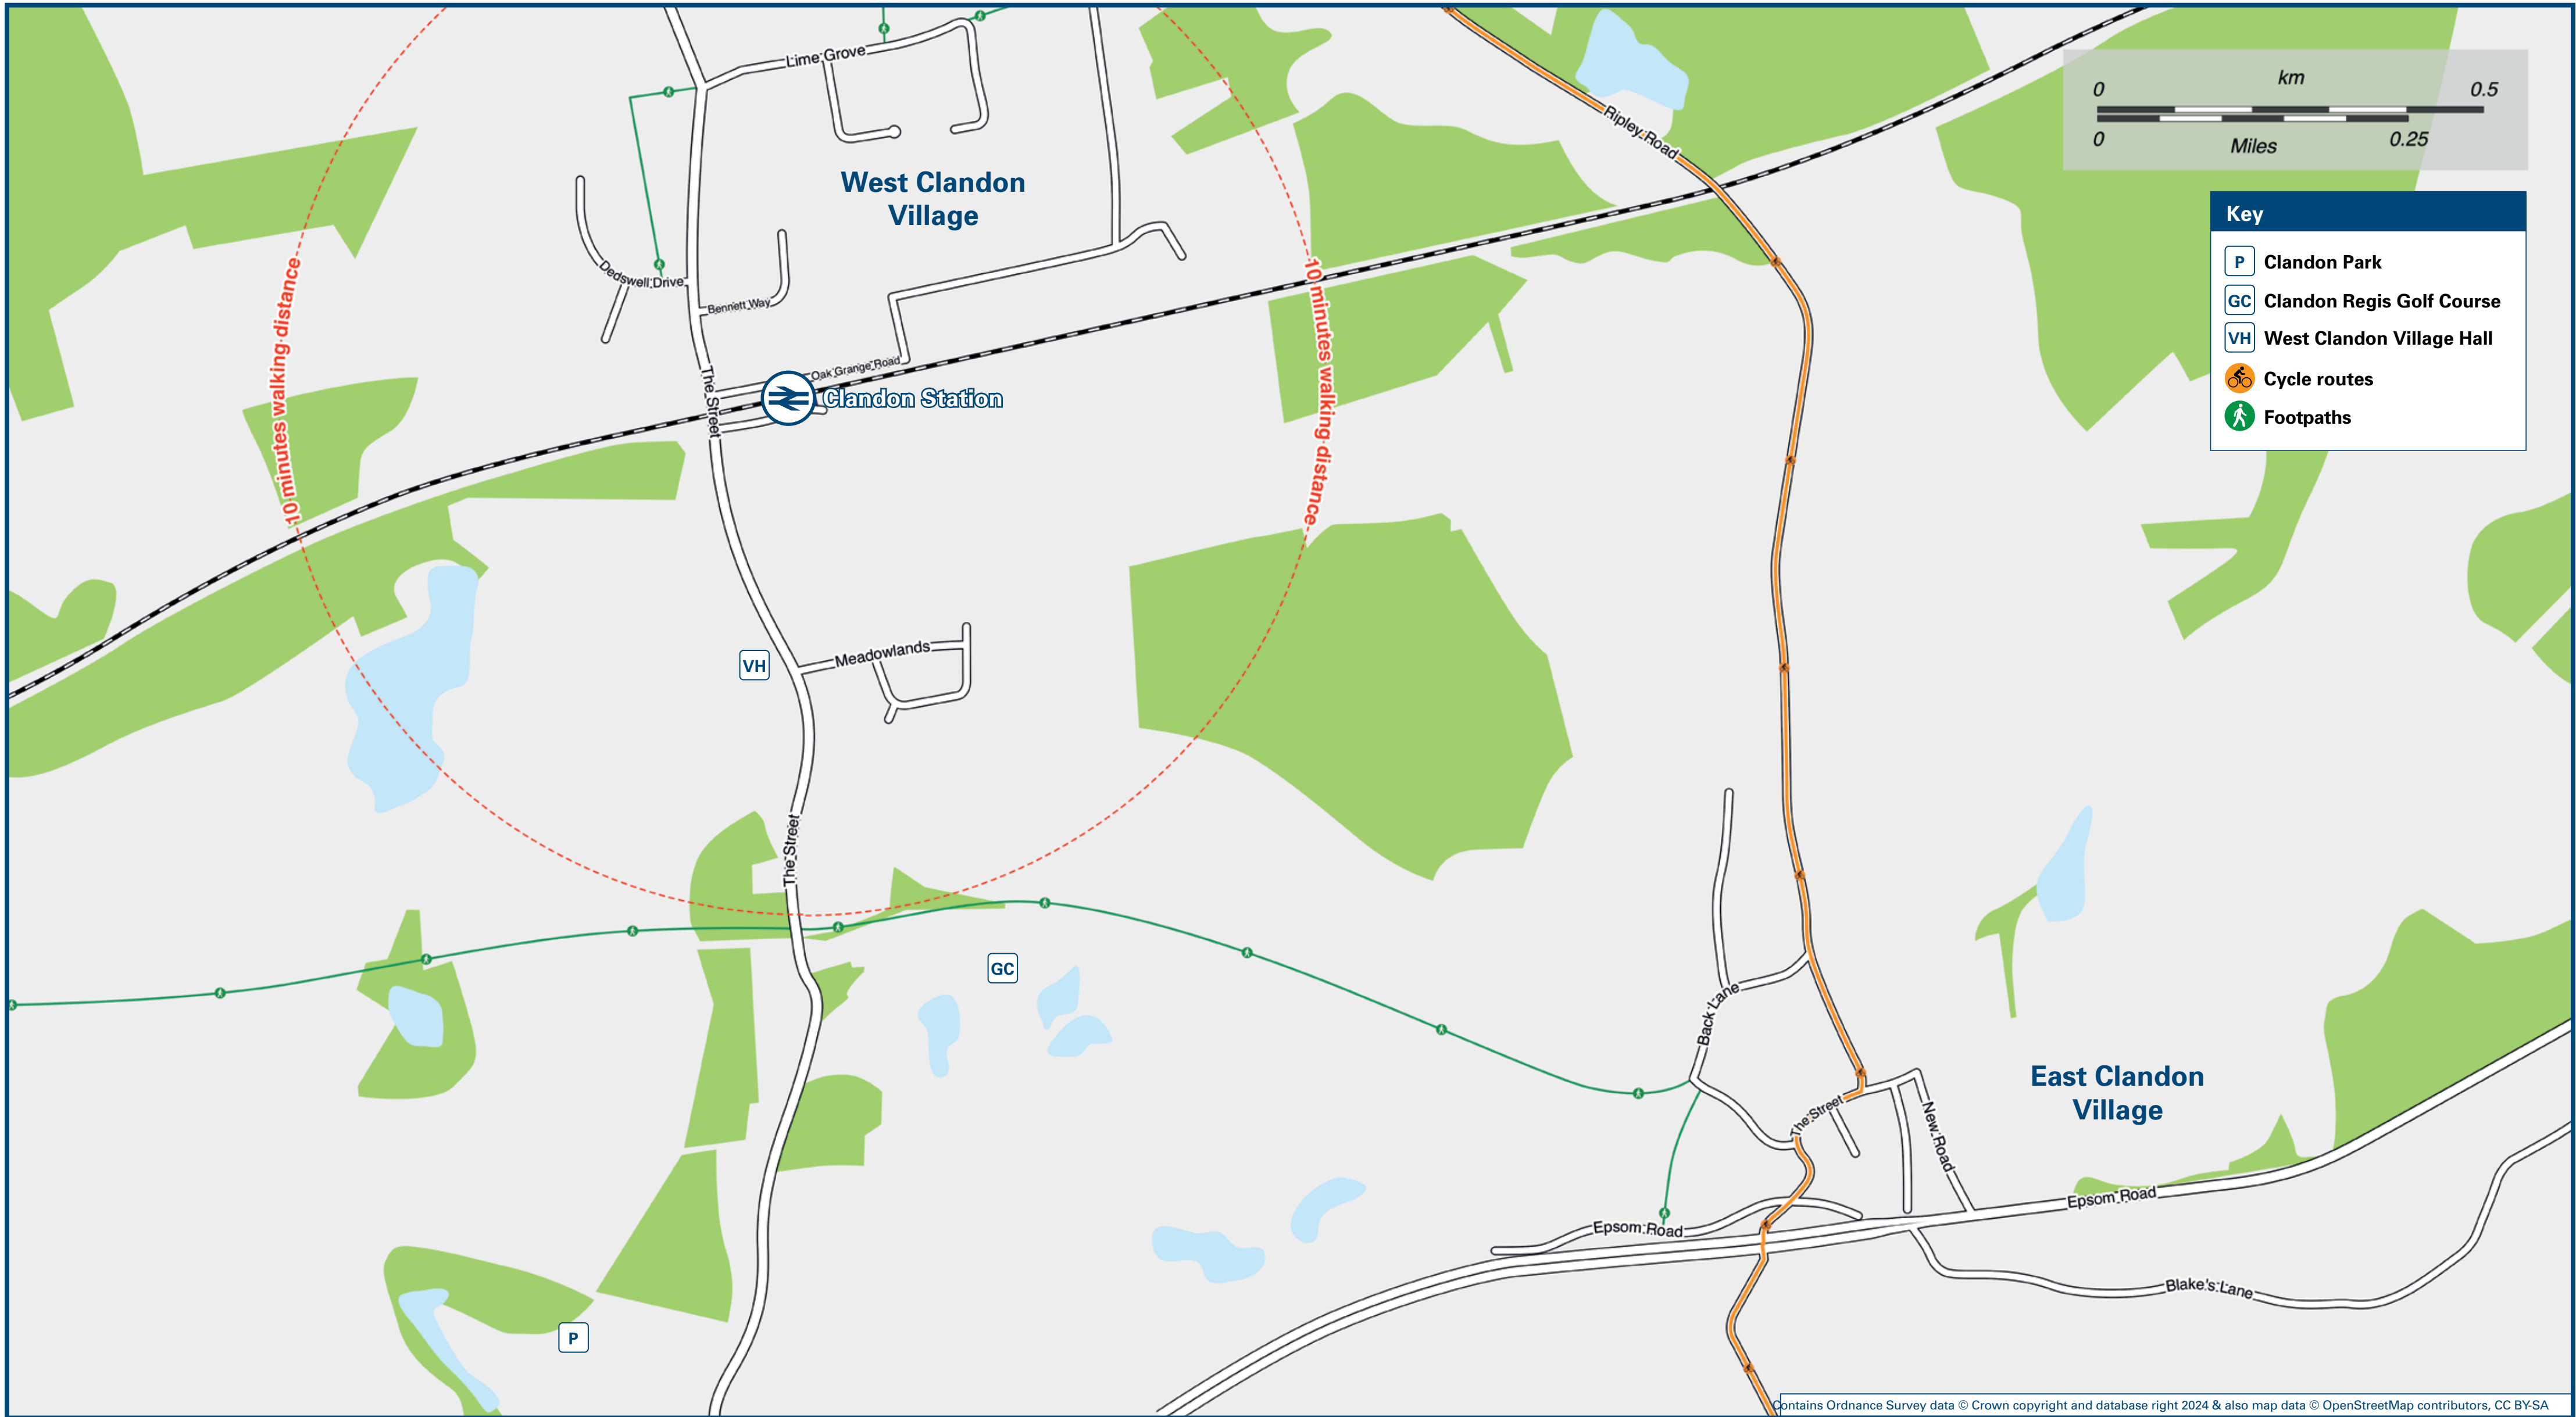 Lime Grove
Ripley Road
km
0
0.5
0
0.25
Miles
West Clandon
Village
Key
P
Clandon Park
GC
Clandon Regis Golf Course
VH
West Clandon Village Hall
Cycle routes
Footpaths
Dedswell Drive
Bennett Way
10 minutes walking distance
10 minutes walking distance
The Street
Oak Grange Road
Clandon Station
VH
Meadowlands
The Street
GC
Back Lane
The Street
New Road
East Clandon
Village
Epsom Road
Epsom Road
Blake's Lane
P
Contains Ordnance Survey data © Crown copyright and database right 2024 & also map data © OpenStreetMap contributors, CC BY-SA